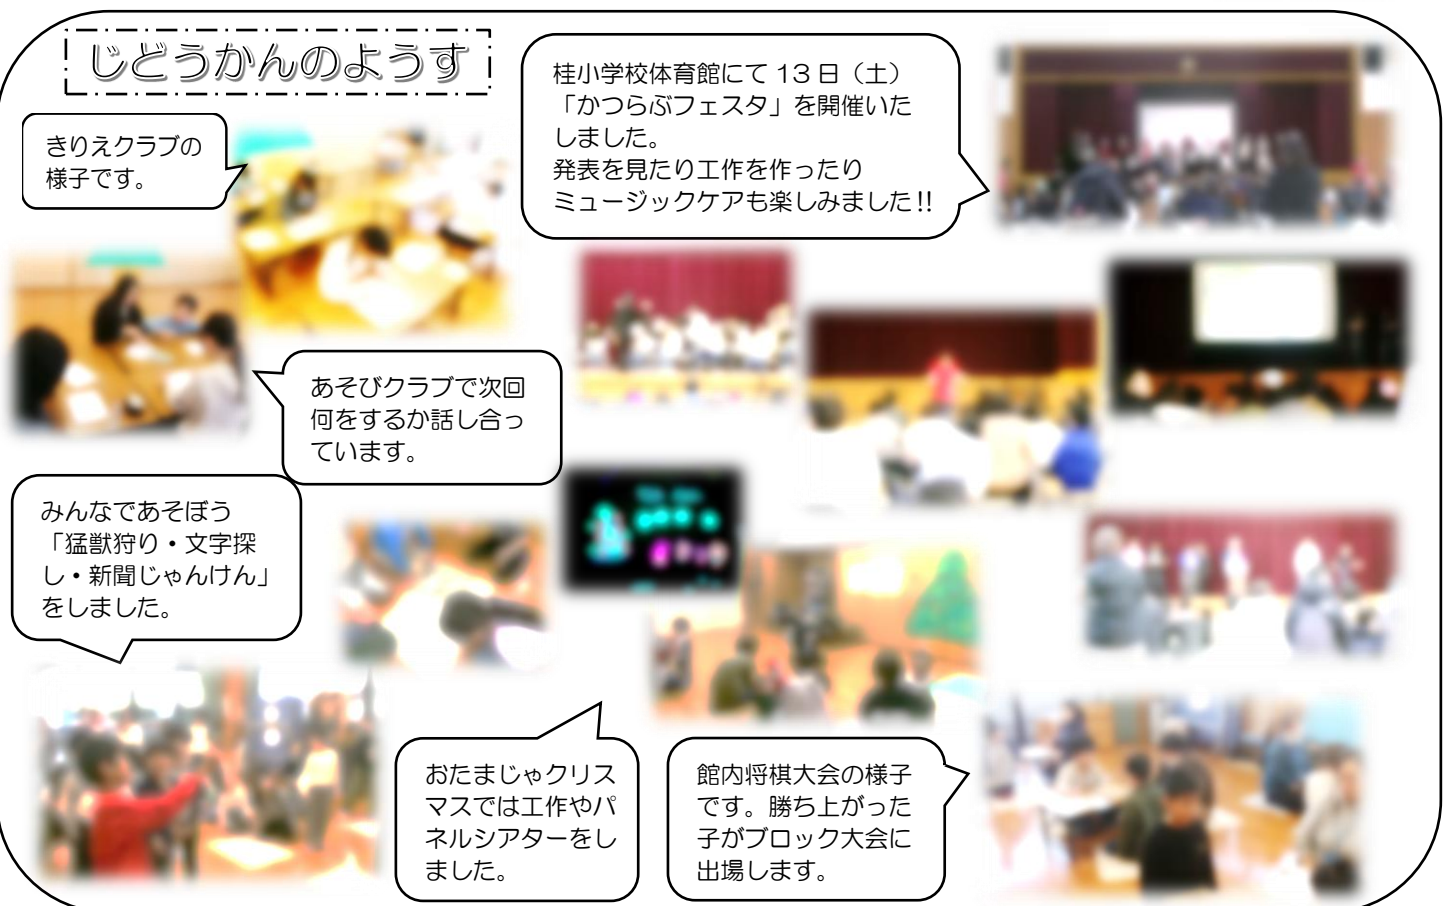 じどうかんのようす
きりえクラブの
様子です。
桂小学校体育館にて 13 日（土）
「かつらぶフェスタ」を開催いた
しました。
発表を見たり工作を作ったり
ミュージックケアも楽しみました!!
あそびクラブで次回
何をするか話し合っ
ています。
みんなであそぼう
「猛獣狩り・文字探
し・新聞じゃんけん」
をしました。
おたまじゃクリス
マスでは工作やパ
ネルシアターをし
ました。
館内将棋大会の様子
です。勝ち上がった
子がブロック大会に
出場します。